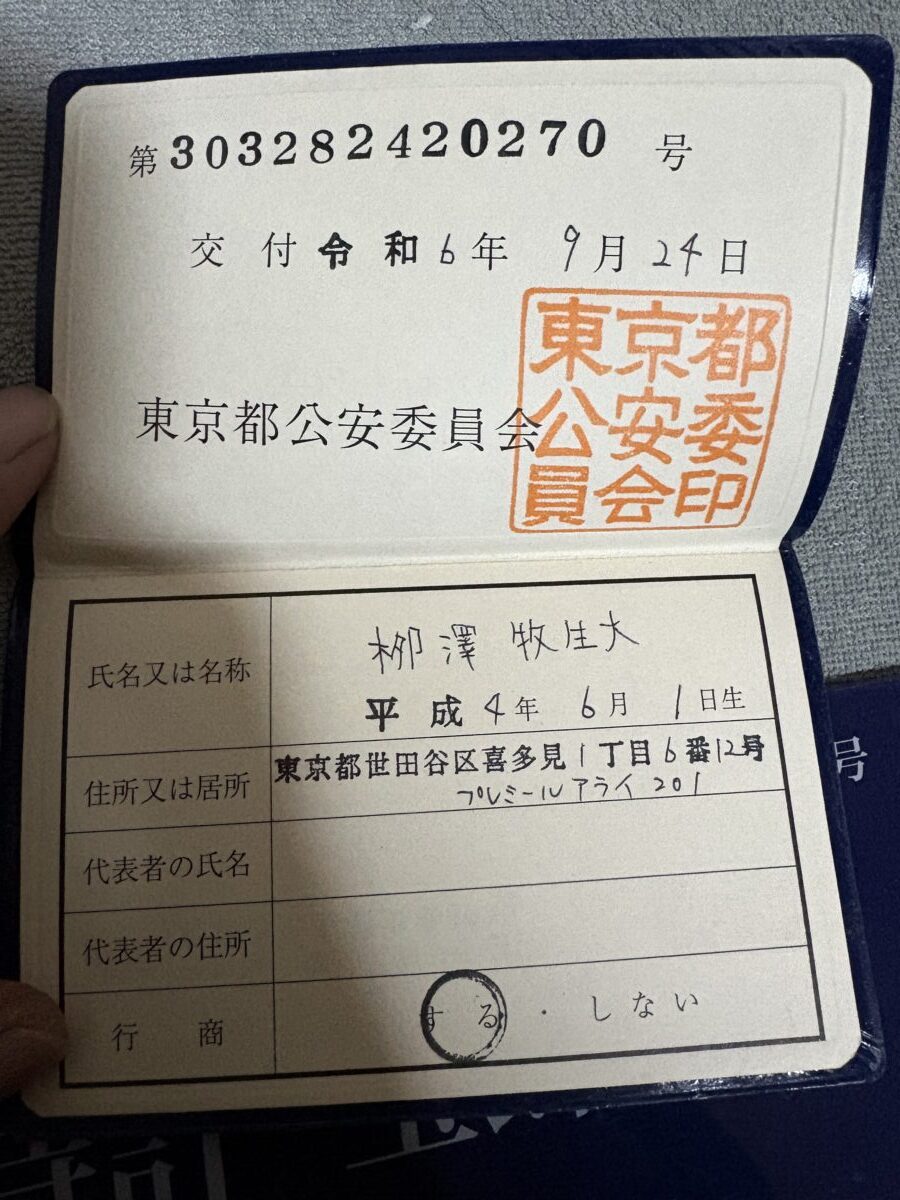 第303282420270号
交付 令和6年 9月24日
東京都公安委員会
東京都
公安委
員会印
氏名又は名称
柳澤 牧生大
平成4年 6月 1日生
住所又は居所
東京都世田谷区喜多見1丁目6番12号
プレミールアライ 201
代表者の氏名
代表者の住所
行商
する・しない
号